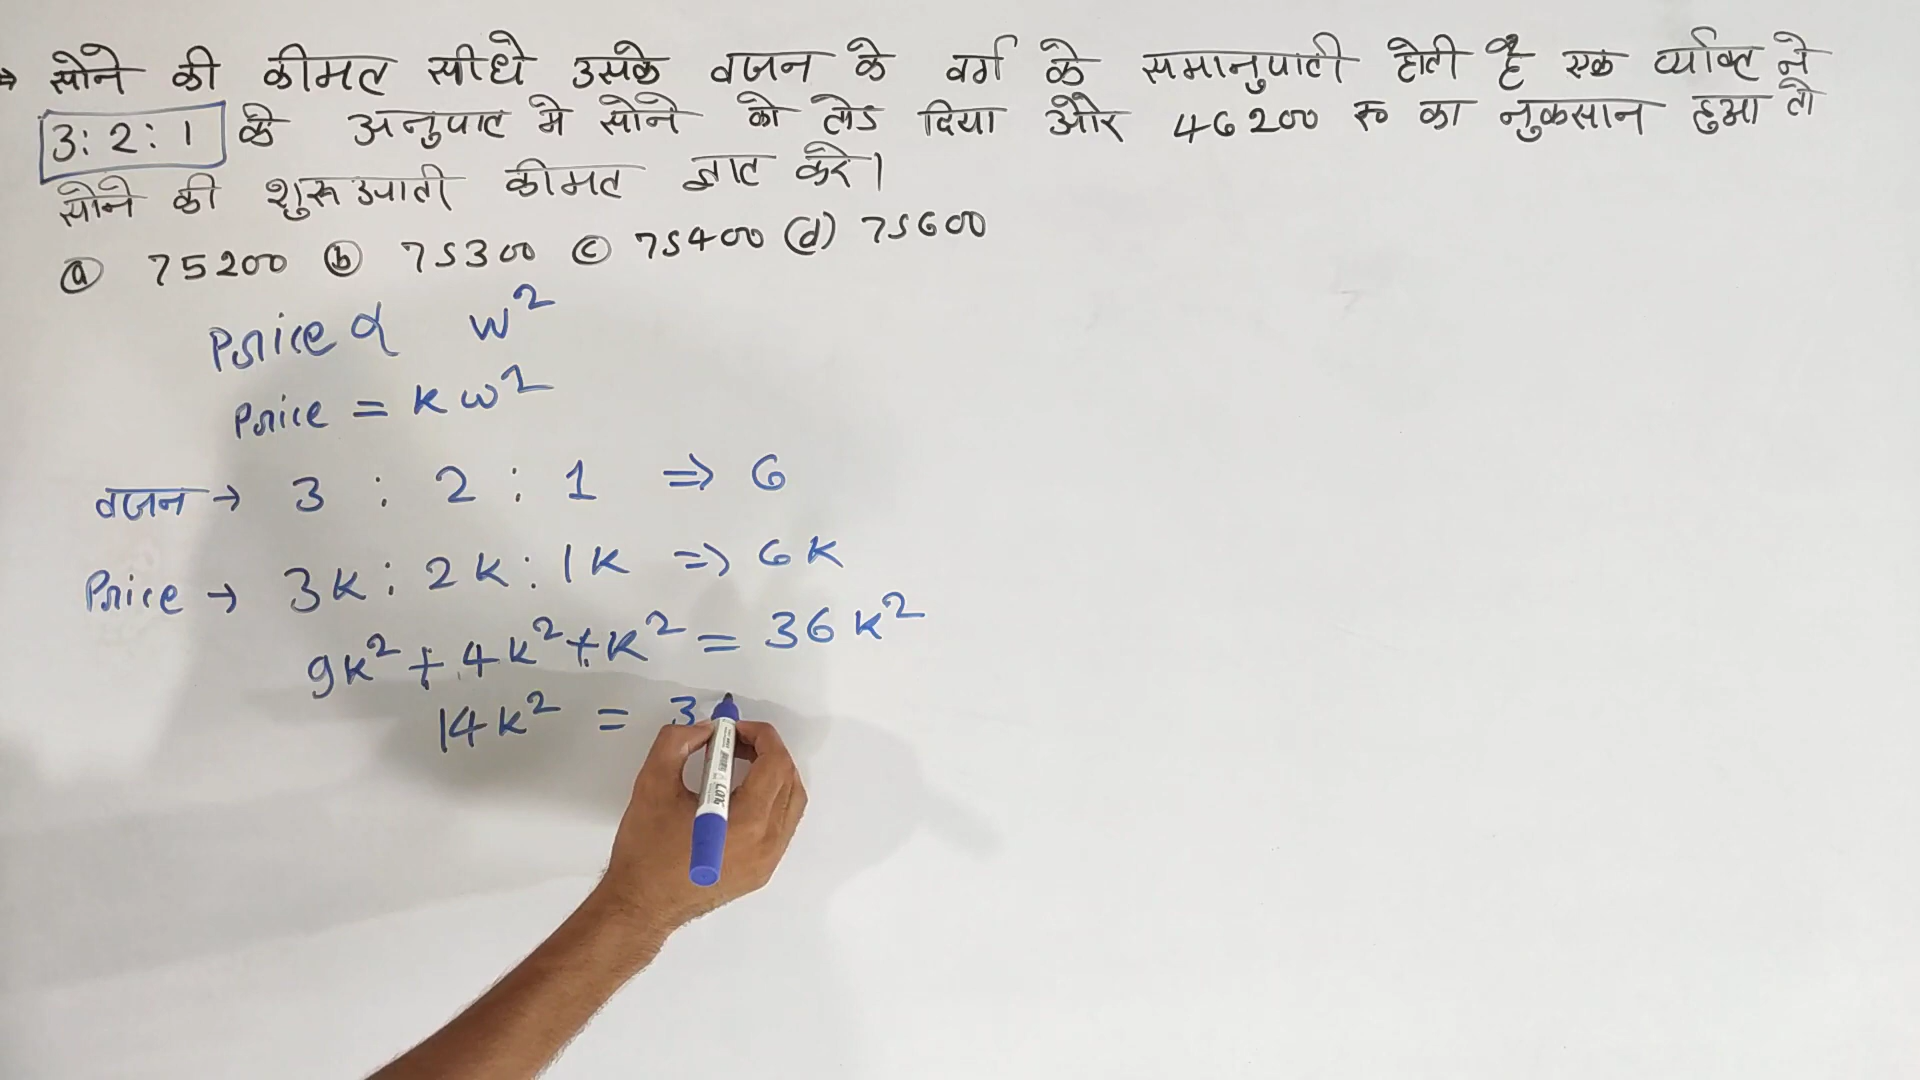 ⇒ सोने की कीमत सीधे उसके वजन के वर्ग के समानुपाती होती है एक व्यक्ति ने
3:2:1 के अनुपात मे सोने को तोड दिया और 46200 रू का नुकसान हुआ तो
सोने की शुरूआती कीमत ज्ञात करे।
ⓐ 75200 ⓑ 75300 ⓒ 75400 (d) 75600
Price ∝ W²
Price = K w²
वजन → 3 : 2 : 1 ⇒ 6
Price → 3K : 2K : 1K ⇒ 6K
9K² + 4K² + K² = 36K²
14K² = 3